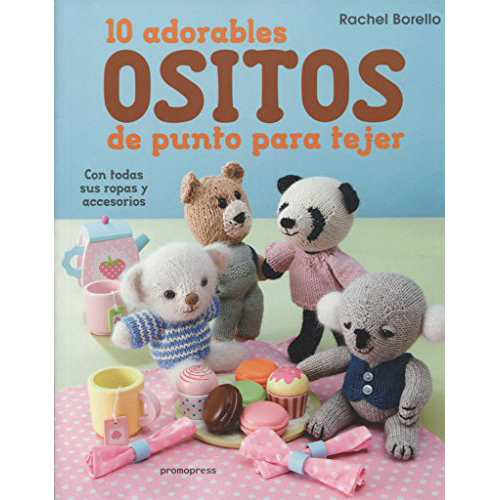 Rachel Borello
10 adorables
OSITOS
de punto para tejer
Con todas
sus ropas y
accesorios
promopress